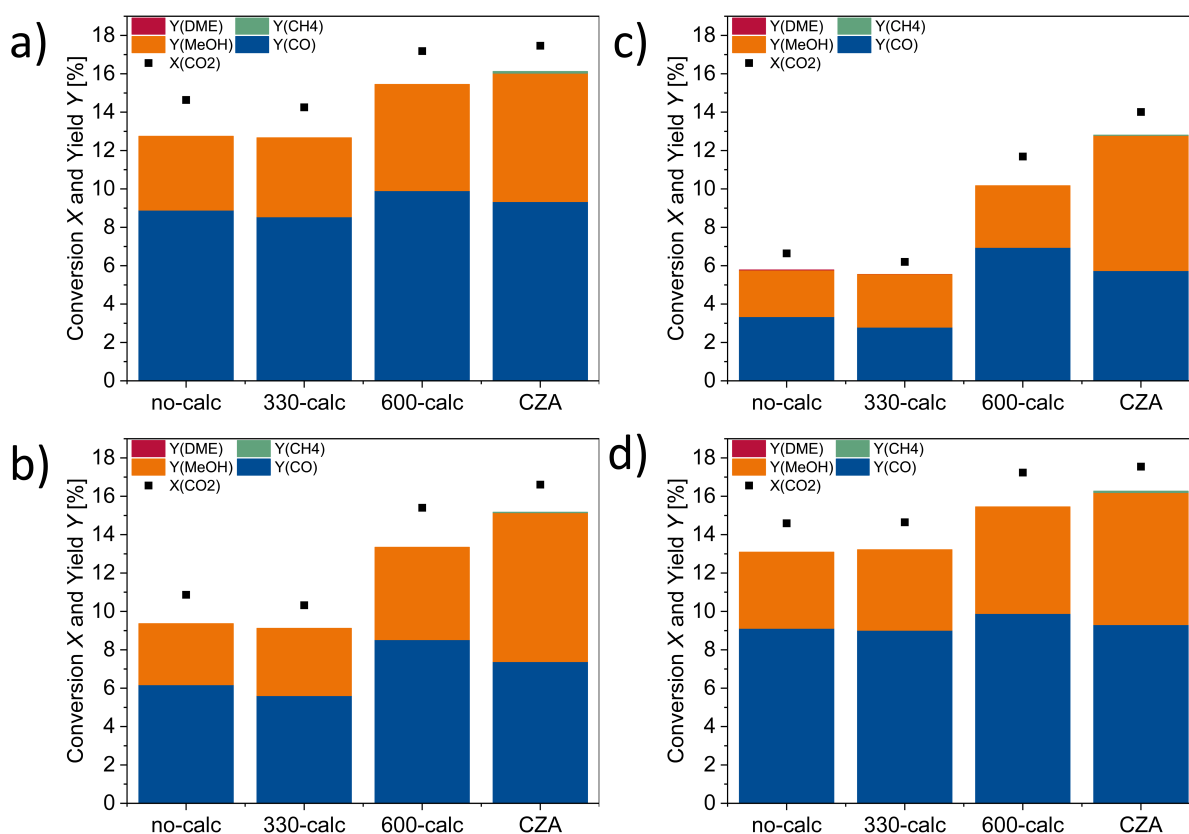 a)
Y(DME) Y(CH4)
Y(MeOH) Y(CO)
X(CO2)
Conversion X and Yield Y [%]
18
16
14
12
10
8
6
4
2
0
no-calc 330-calc 600-calc CZA
c)
Y(DME) Y(CH4)
Y(MeOH) Y(CO)
X(CO2)
Conversion X and Yield Y [%]
18
16
14
12
10
8
6
4
2
0
no-calc 330-calc 600-calc CZA
b)
Y(DME) Y(CH4)
Y(MeOH) Y(CO)
X(CO2)
Conversion X and Yield Y [%]
18
16
14
12
10
8
6
4
2
0
no-calc 330-calc 600-calc CZA
d)
Y(DME) Y(CH4)
Y(MeOH) Y(CO)
X(CO2)
Conversion X and Yield Y [%]
18
16
14
12
10
8
6
4
2
0
no-calc 330-calc 600-calc CZA